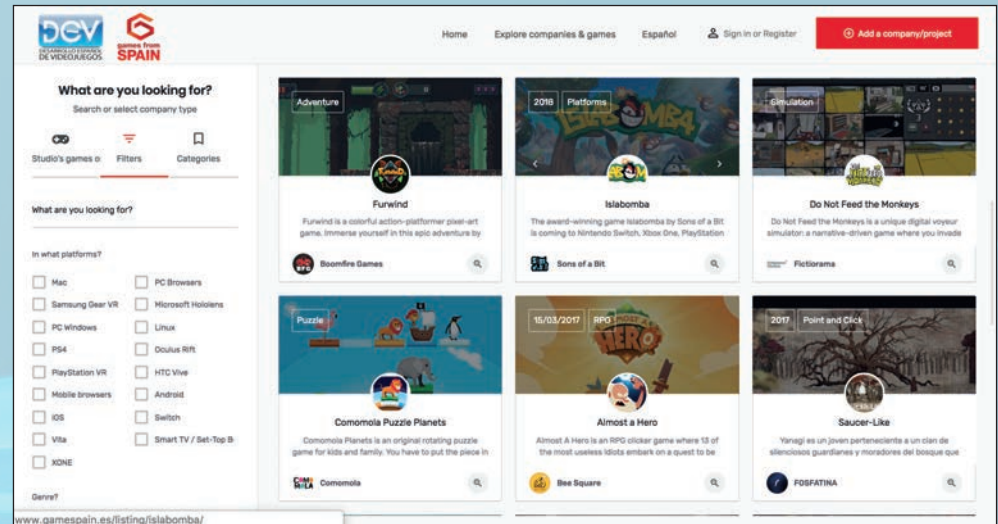 DEV
DESARROLLO ESPAÑOL
DE VIDEOJUEGOS
games from
SPAIN
Home
Explore companies & games
Español
Sign in or Register
Add a company/project
What are you looking for?
Search or select company type
Studio's games o
Filters
Categories
What are you looking for?
In what platforms?
Mac
PC Browsers
Samsung Gear VR
Microsoft Hololens
PC Windows
Linux
PS4
Oculus Rift
PlayStation VR
HTC Vive
Mobile browsers
Android
iOS
Switch
Vita
Smart TV / Set-Top B
XONE
Genre?
www.gamespain.es/listing/islabomba/
Adventure
Furwind
Furwind is a colorful action-platformer pixel-art
game. Immerse yourself in this epic adventure by
Boomfire Games
2018 Platforms
ISLABOMBA
Islabomba
The award-winning game Islabomba by Sons of a Bit
is coming to Nintendo Switch, Xbox One, PlayStation
Sons of a Bit
Simulation
Do Not Feed the Monkeys
Do Not Feed the Monkeys is a unique digital voyeur
simulator: a narrative-driven game where you invade
Fictiorama
Puzzle
Comomola Puzzle Planets
Comomola Planets is an original rotating puzzle
game for kids and family. You have to put the piece in
COMO
MOLA
Comomola
15/03/2017 RPG
ALMOST A
HERO
Almost a Hero
Almost A Hero is an RPG clicker game where 13 of
the most useless idiots embark on a quest to be
Bee Square
2017 Point and Click
Saucer-Like
Yanagi es un joven perteneciente a un clan de
silenciosos guardianes y moradores del bosque que
FOSFATINA